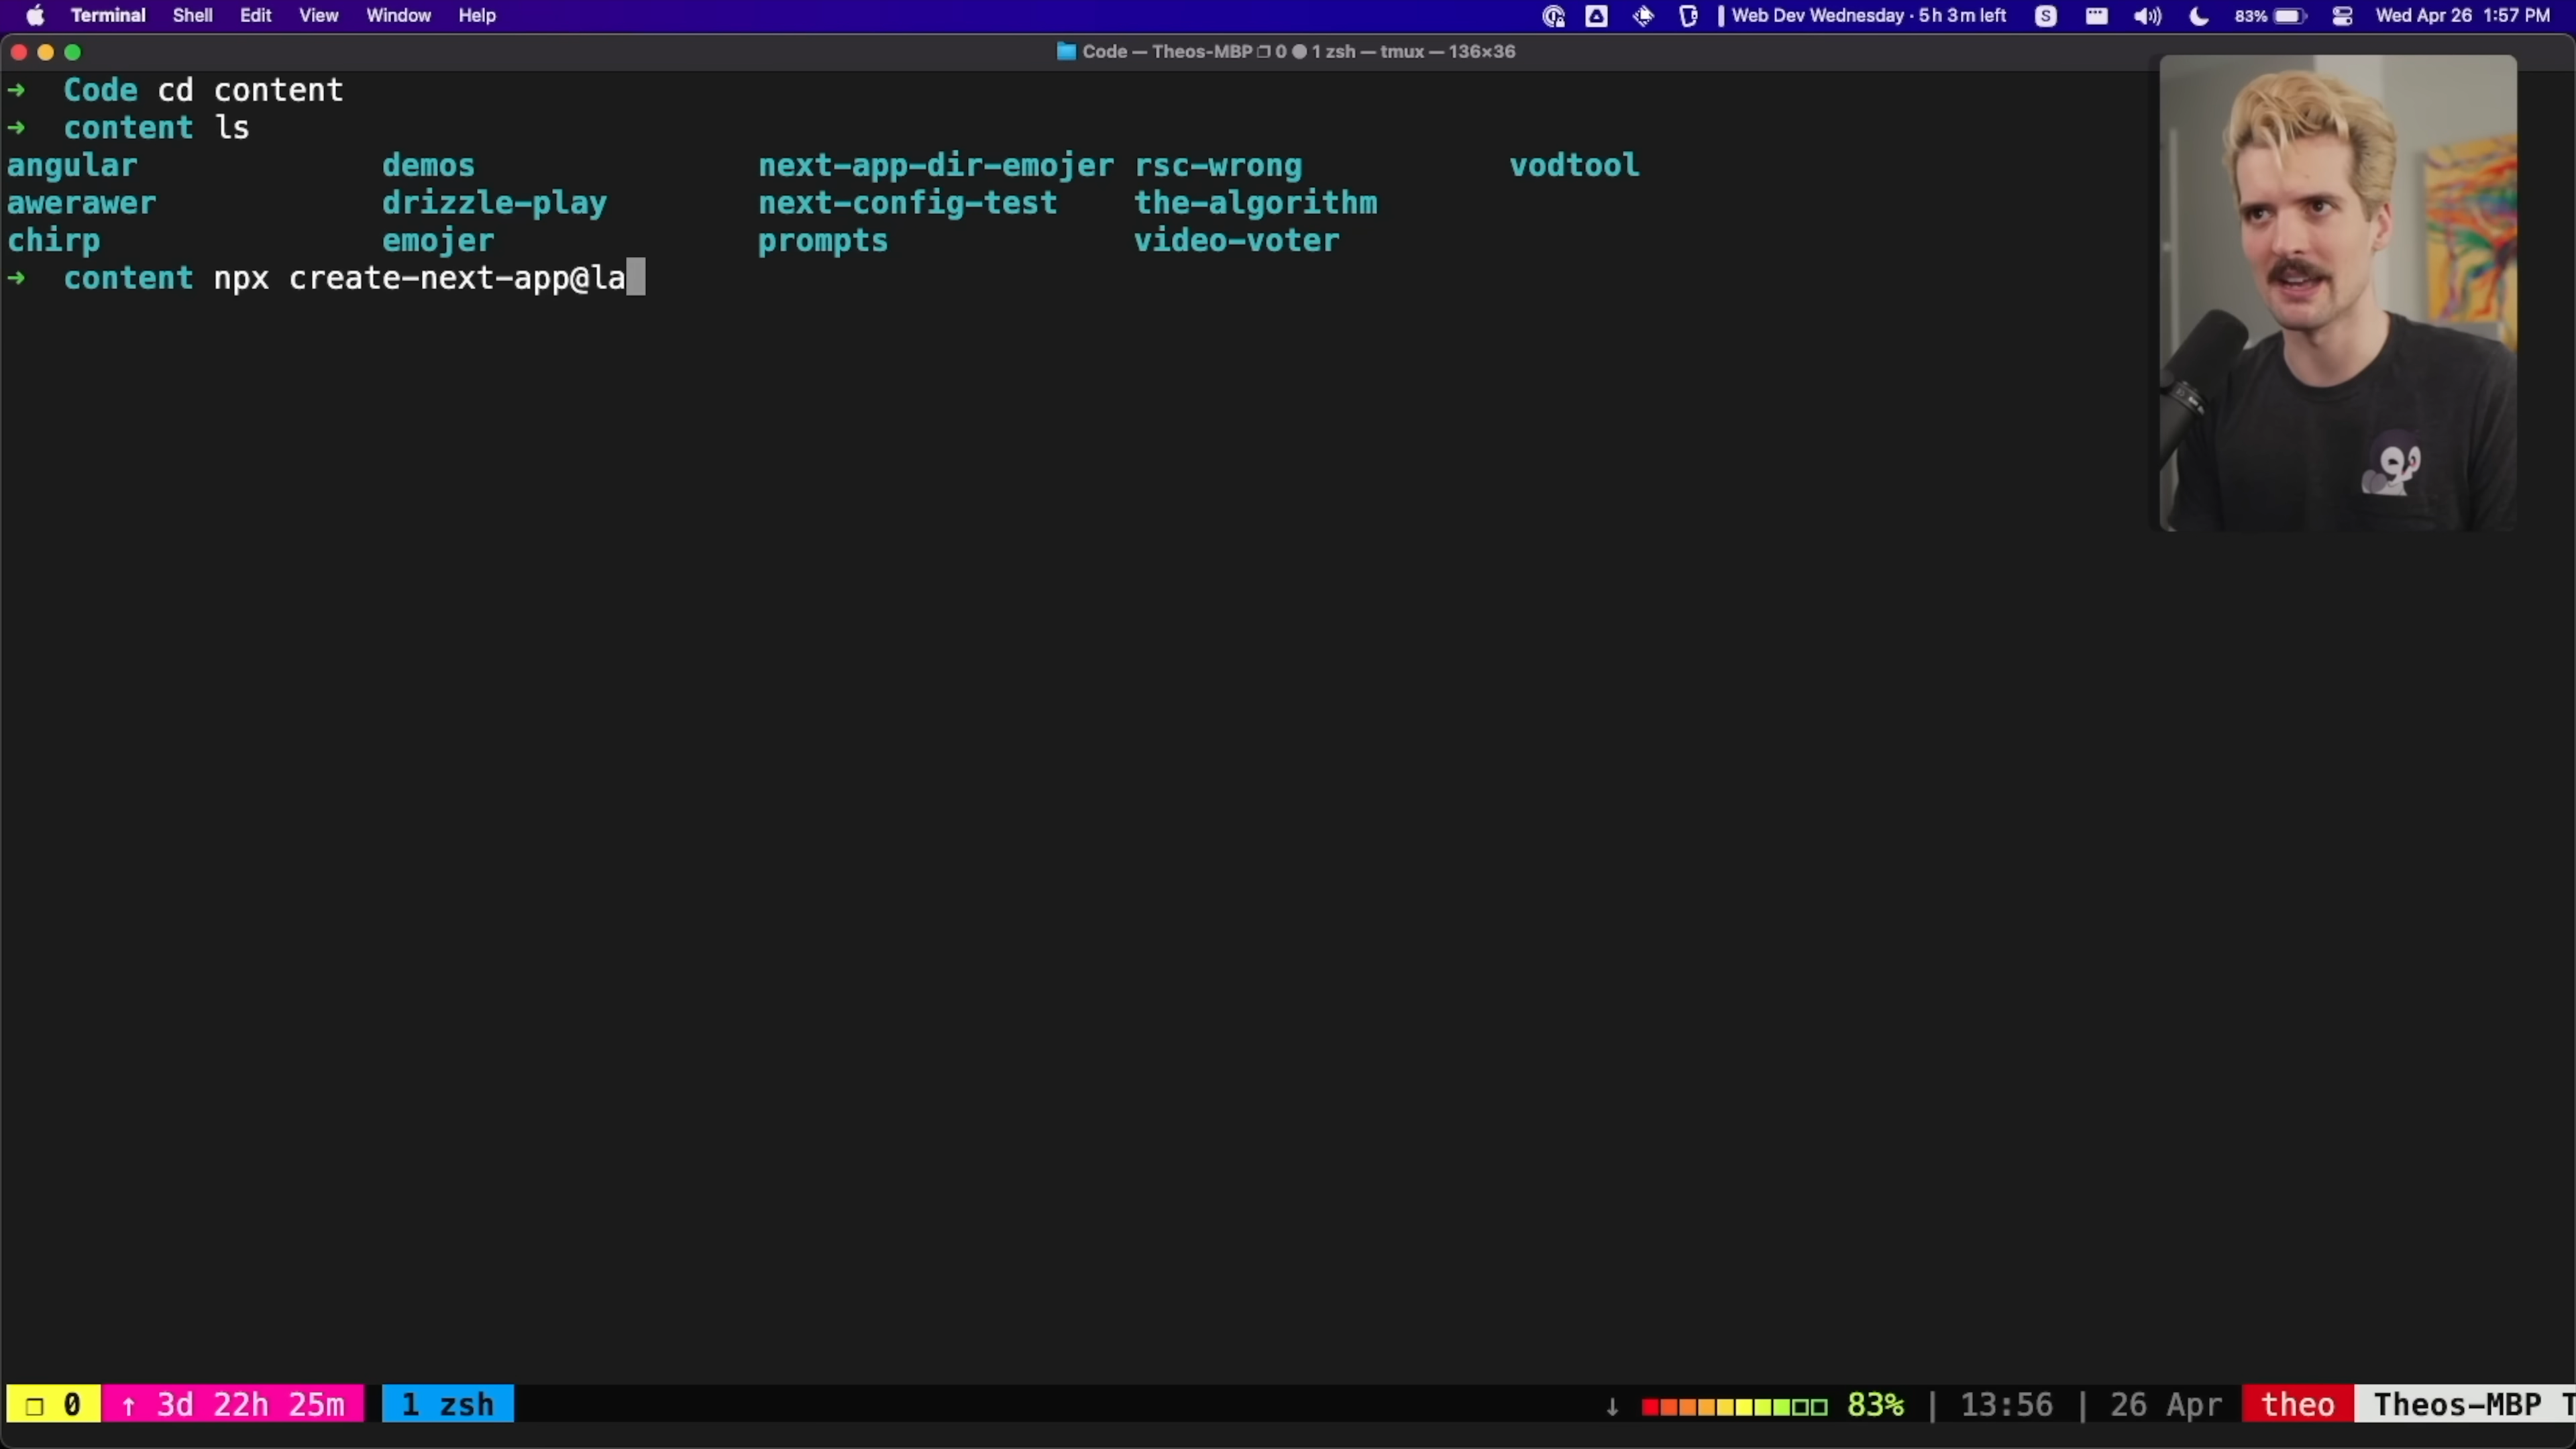 Terminal Shell Edit View Window Help Web Dev Wednesday · 5 h 3 m left S 83% Wed Apr 26 1:57 PM
Code — Theos-MBP ❐ 0 ● 1 zsh — tmux — 136×36
➜ Code cd content
➜ content ls
angular demos next-app-dir-emojer rsc-wrong vodtool
awerawer drizzle-play next-config-test the-algorithm
chirp emojer prompts video-voter
➜ content npx create-next-app@la
❐ 0 ↑ 3d 22h 25m 1 zsh ↓ 83% | 13:56 | 26 Apr theo Theos-MBP T